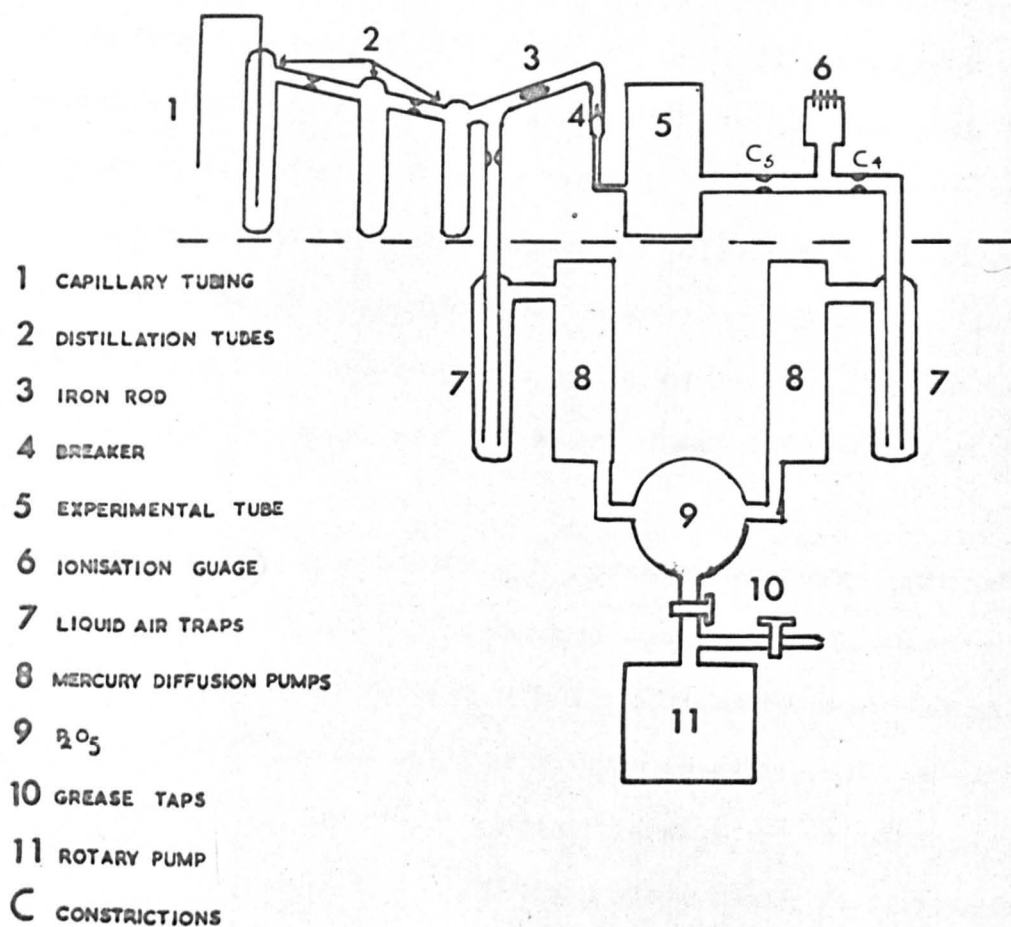 2
3
6
1
4
5
C5
C4
1 CAPILLARY TUBING
2 DISTILLATION TUBES
3 IRON ROD
4 BREAKER
5 EXPERIMENTAL TUBE
6 IONISATION GUAGE
7 LIQUID AIR TRAPS
8 MERCURY DIFFUSION PUMPS
9 P2O5
10 GREASE TAPS
11 ROTARY PUMP
C CONSTRICTIONS
7
8
8
7
9
10
11